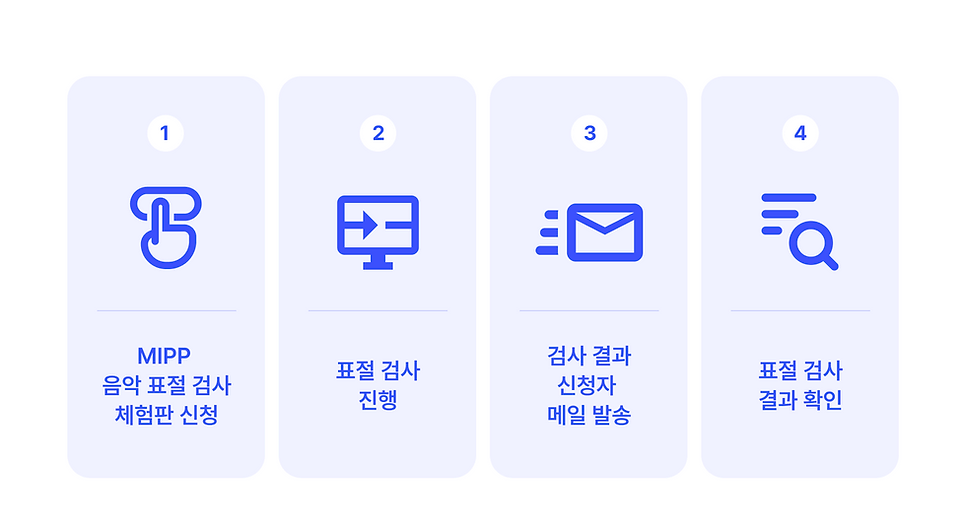 1
MIPP
음악 표절 검사
체험판 신청
2
표절 검사
진행
3
검사 결과
신청자
메일 발송
4
표절 검사
결과 확인